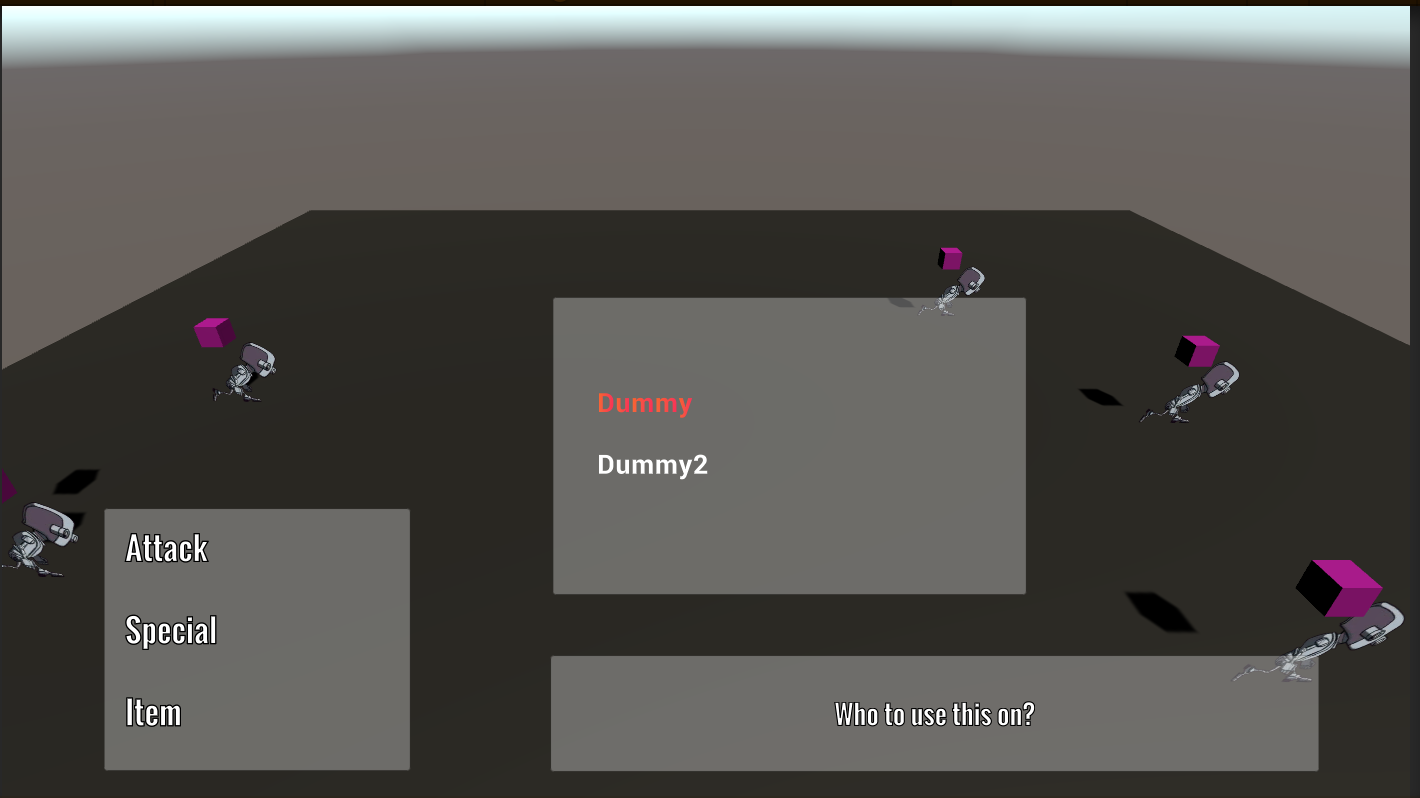 Dummy
Dummy2
Attack
Special
Item
Who to use this on?